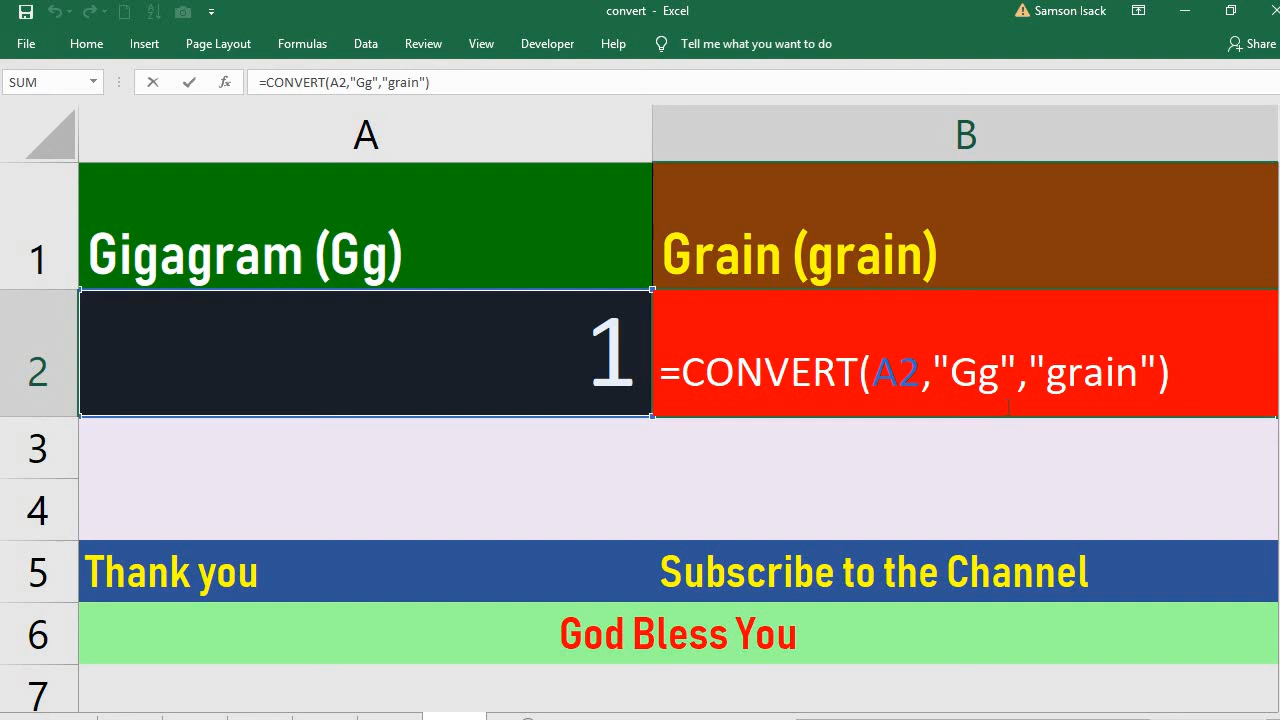 convert - Excel
Samson Isack
File Home Insert Page Layout Formulas Data Review View Developer Help Tell me what you want to do Share
SUM fx =CONVERT(A2,"Gg","grain")
A B
1 Gigagram (Gg) Grain (grain)
2 1 =CONVERT(A2,"Gg","grain")
3
4
5 Thank you Subscribe to the Channel
6 God Bless You
7